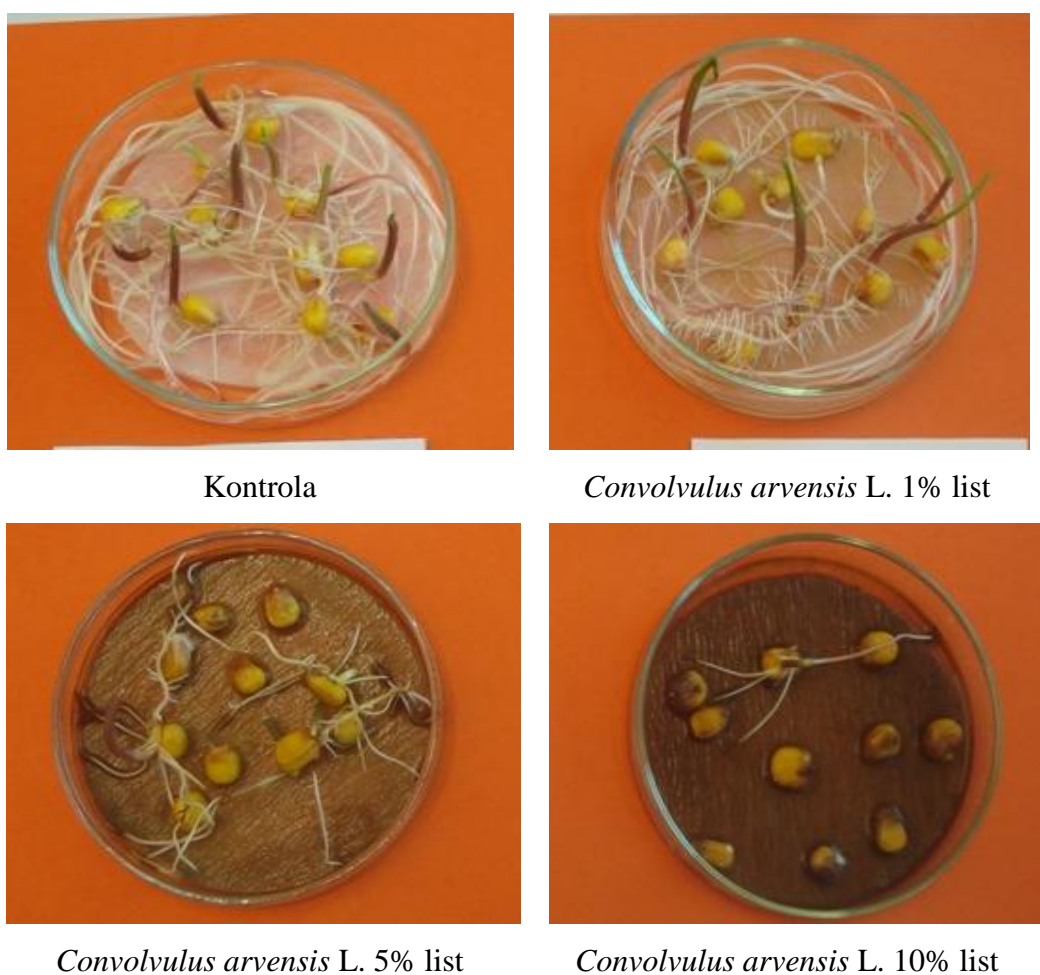 Kontrola
Convolvulus arvensis L. 1% list
Convolvulus arvensis L. 5% list
Convolvulus arvensis L. 10% list